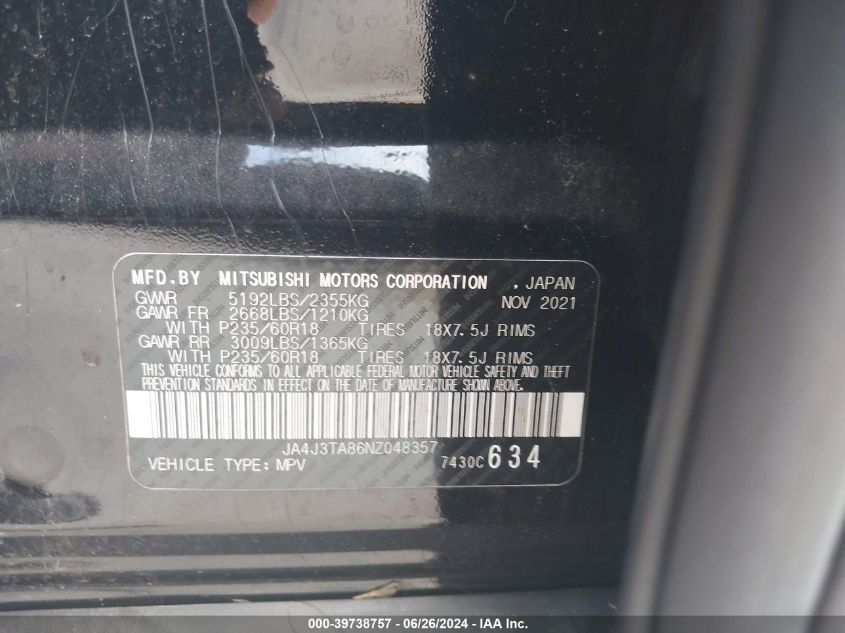 MFD.BY MITSUBISHI MOTORS CORPORATION , JAPAN
GVWR 5192LBS/2355KG NOV 2021
GAWR FR 2668LBS/1210KG
WITH P235/60R18 TIRES 18X7.5J RIMS
GAWR RR 3009LBS/1365KG
WITH P235/60R18 TIRES 18X7.5J RIMS
THIS VEHICLE CONFORMS TO ALL APPLICABLE FEDERAL MOTOR VEHICLE SAFETY AND THEFT
PREVENTION STANDARDS IN EFFECT ON THE DATE OF MANUFACTURE SHOWN ABOVE.
JA4J3TA86NZ048357
VEHICLE TYPE: MPV 7430C 634
000-39738757 - 06/26/2024 - IAA, Inc.